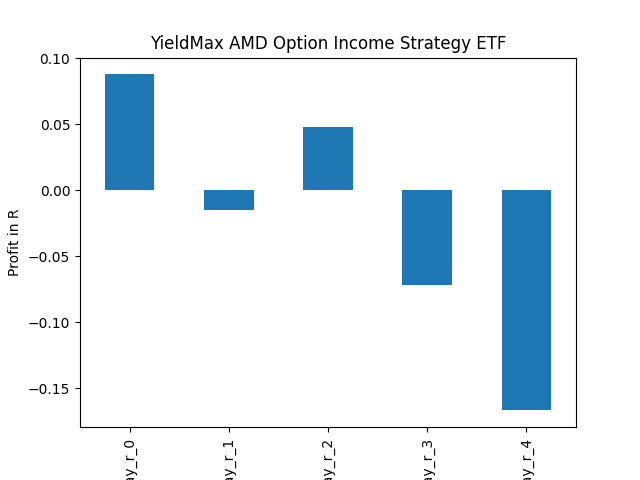 YieldMax AMD Option Income Strategy ETF
0.10
0.05
0.00
−0.05
−0.10
−0.15
Profit in R
ay_r_0
ay_r_1
ay_r_2
ay_r_3
ay_r_4